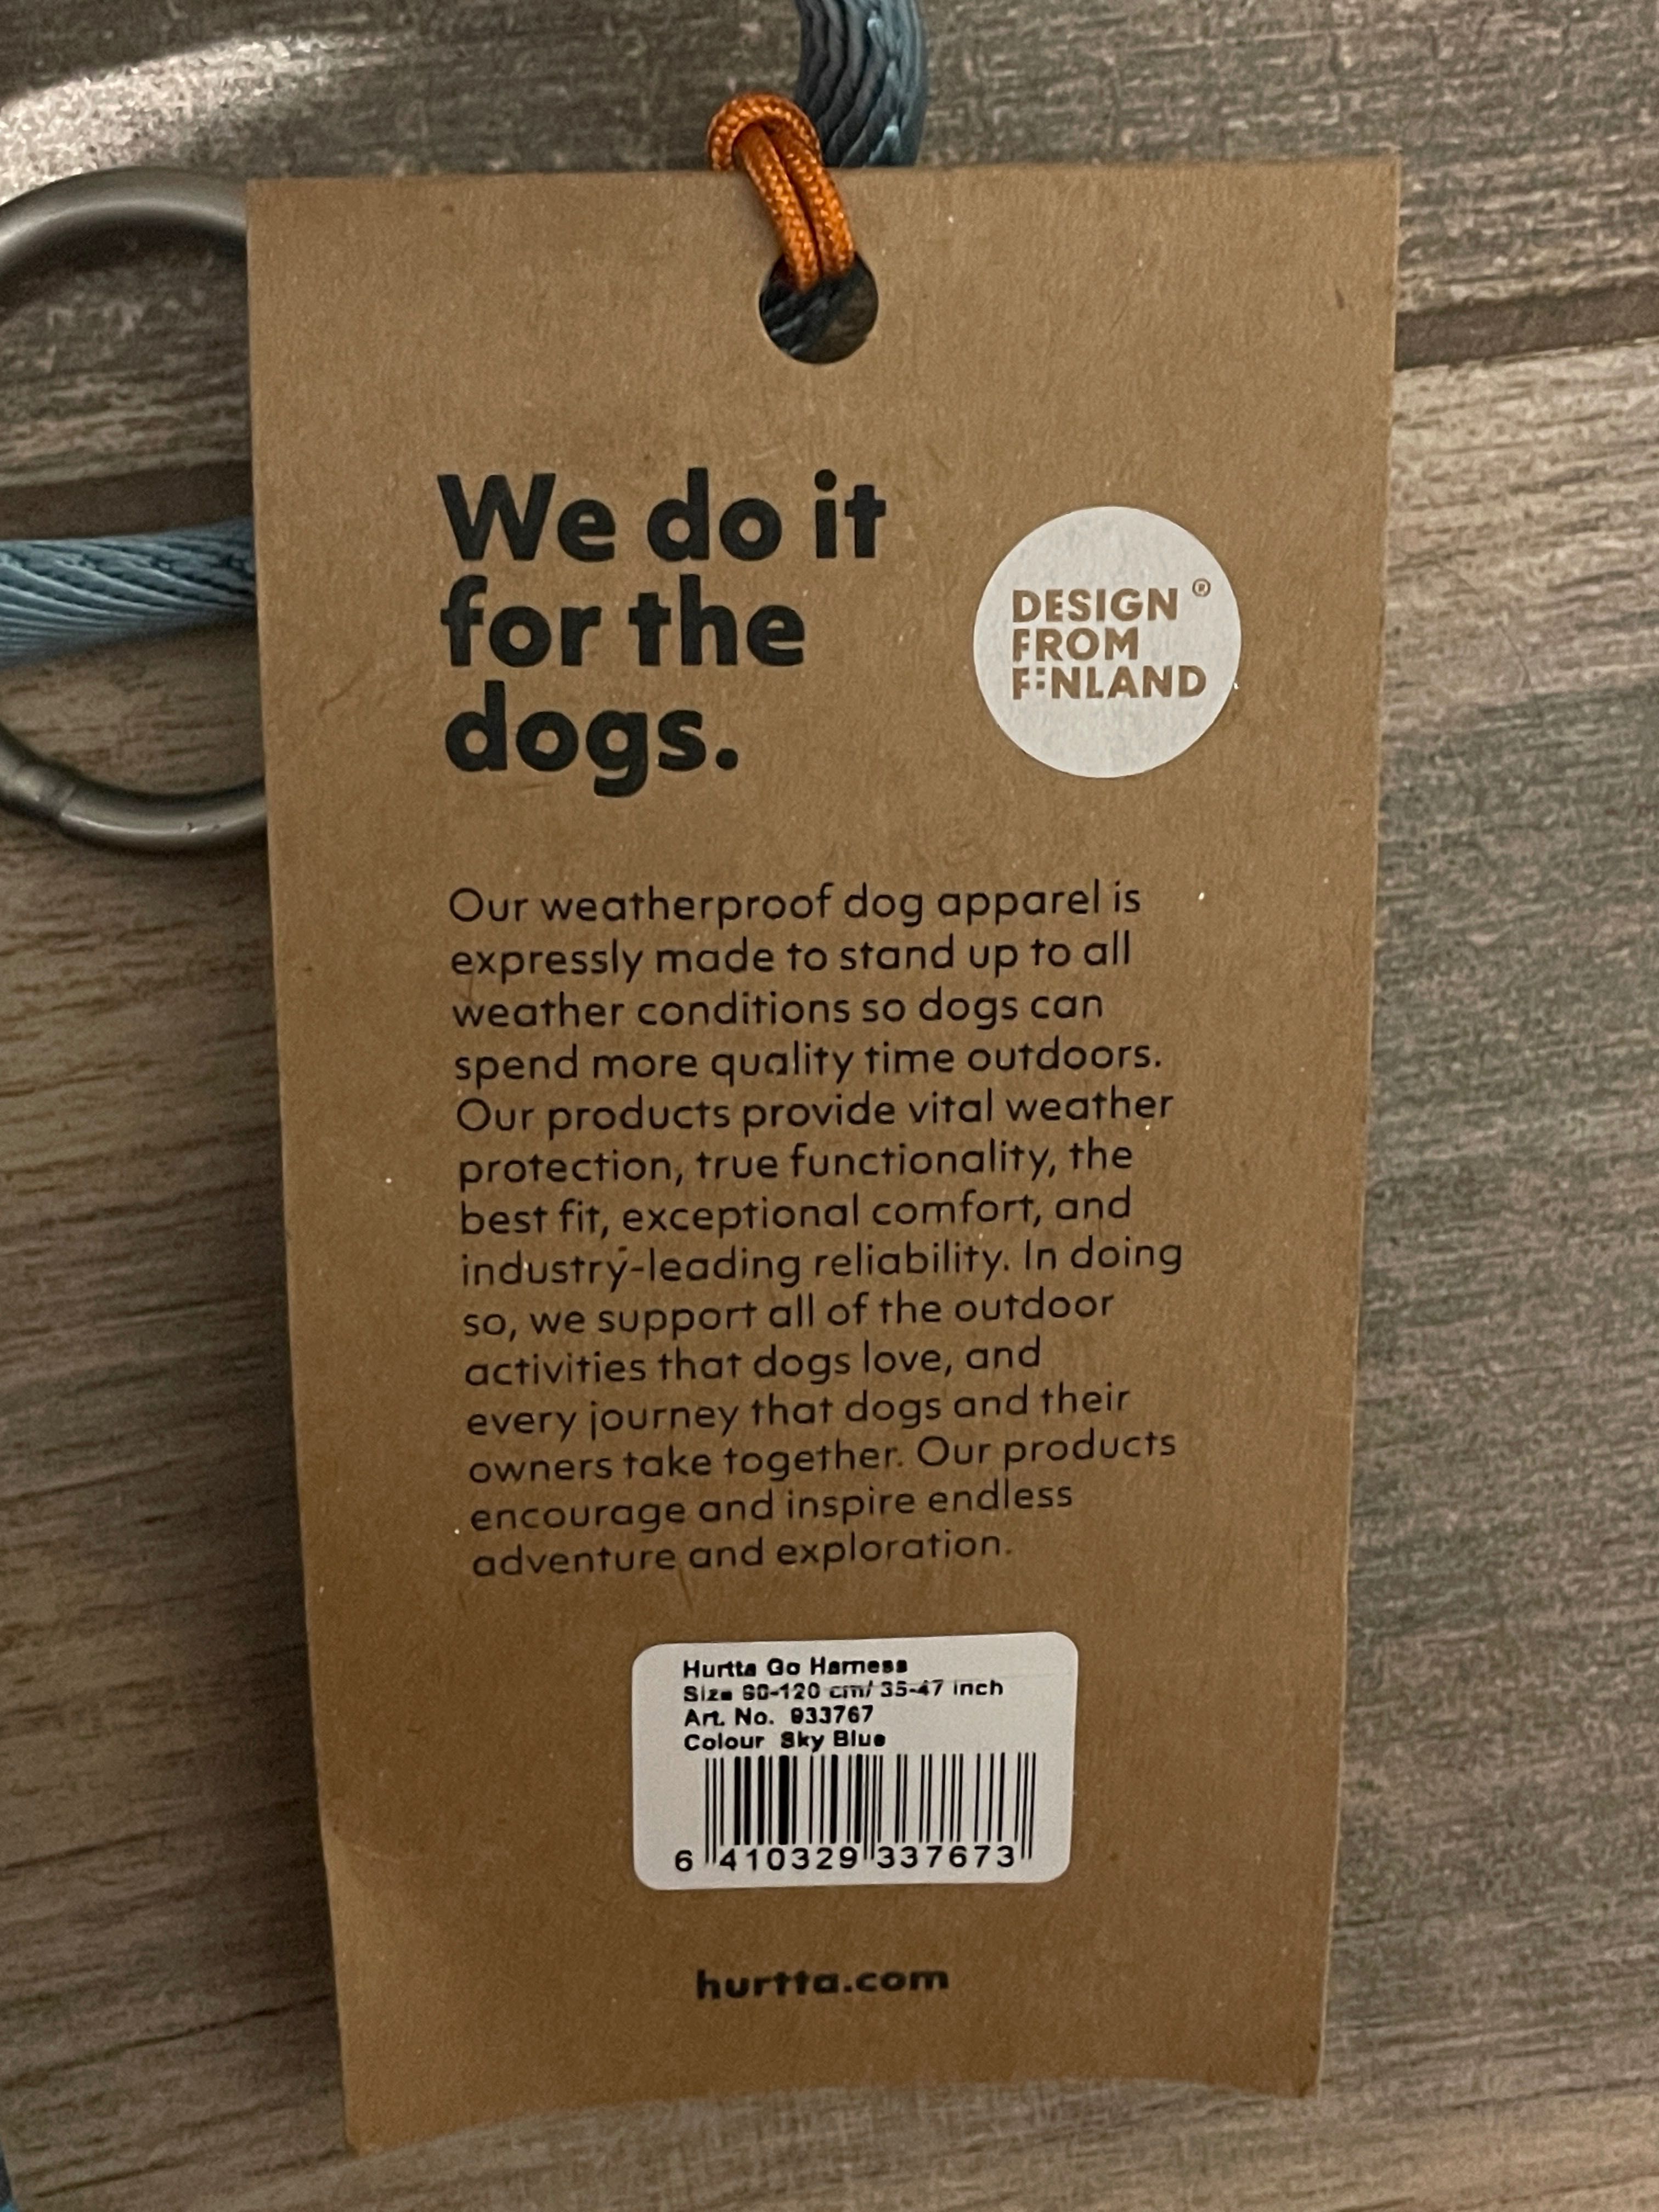 We do it
for the
dogs.
DESIGN ®
FROM
FINLAND
Our weatherproof dog apparel is
expressly made to stand up to all
weather conditions so dogs can
spend more quality time outdoors.
Our products provide vital weather
protection, true functionality, the
best fit, exceptional comfort, and
industry-leading reliability. In doing
so, we support all of the outdoor
activities that dogs love, and
every journey that dogs and their
owners take together. Our products
encourage and inspire endless
adventure and exploration.
Hurtta Go Harness
Size 90-120 cm/ 35-47 inch
Art. No. 933767
Colour Sky Blue
6 410329 337673
hurtta.com